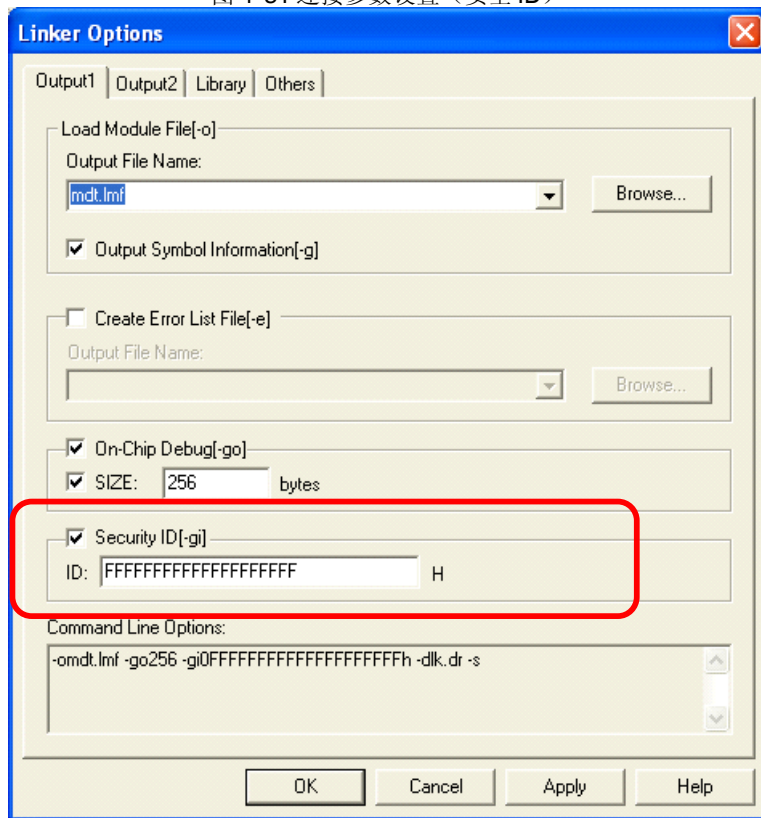 Linker Options
Output1 Output2 Library Others
Load Module File[-o]
Output File Name:
mdt.lmf
Browse...
Output Symbol Information[-g]
Create Error List File[-e]
Output File Name:
Browse...
On-Chip Debug[-go]
SIZE: 256 bytes
Security ID[-gi]
ID: FFFFFFFFFFFFFFFFFFFF H
Command Line Options:
-omdt.lmf -go256 -gi0FFFFFFFFFFFFFFFFFFFFh -dlk.dr -s
OK Cancel Apply Help